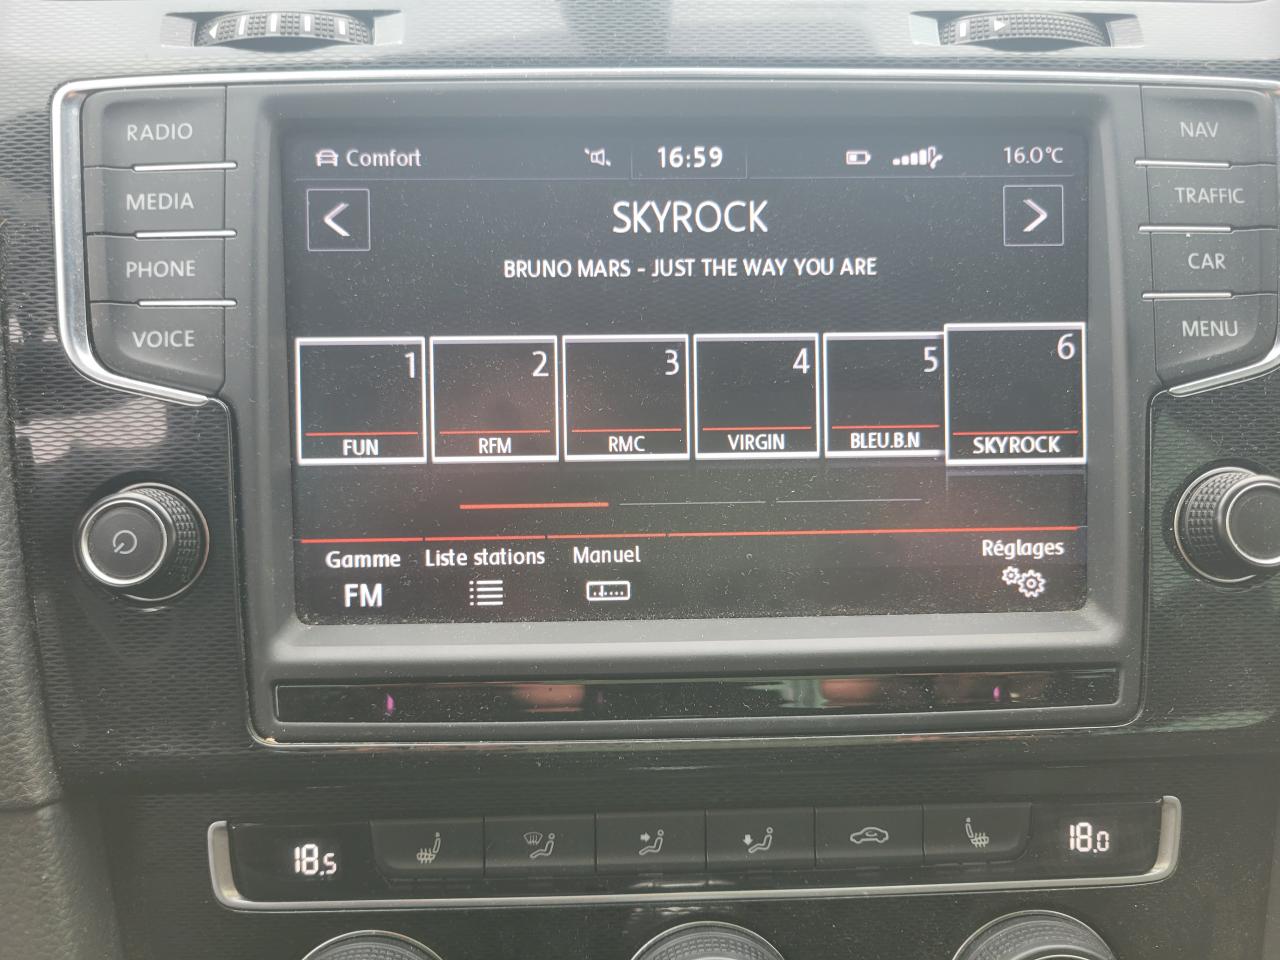 RADIO
MEDIA
PHONE
VOICE
Comfort 16:59 16.0°C
SKYROCK
BRUNO MARS - JUST THE WAY YOU ARE
1 2 3 4 5 6
FUN RFM RMC VIRGIN BLEU.B.N SKYROCK
Gamme Liste stations Manuel Réglages
FM
NAV
TRAFFIC
CAR
MENU
18.5 18.0